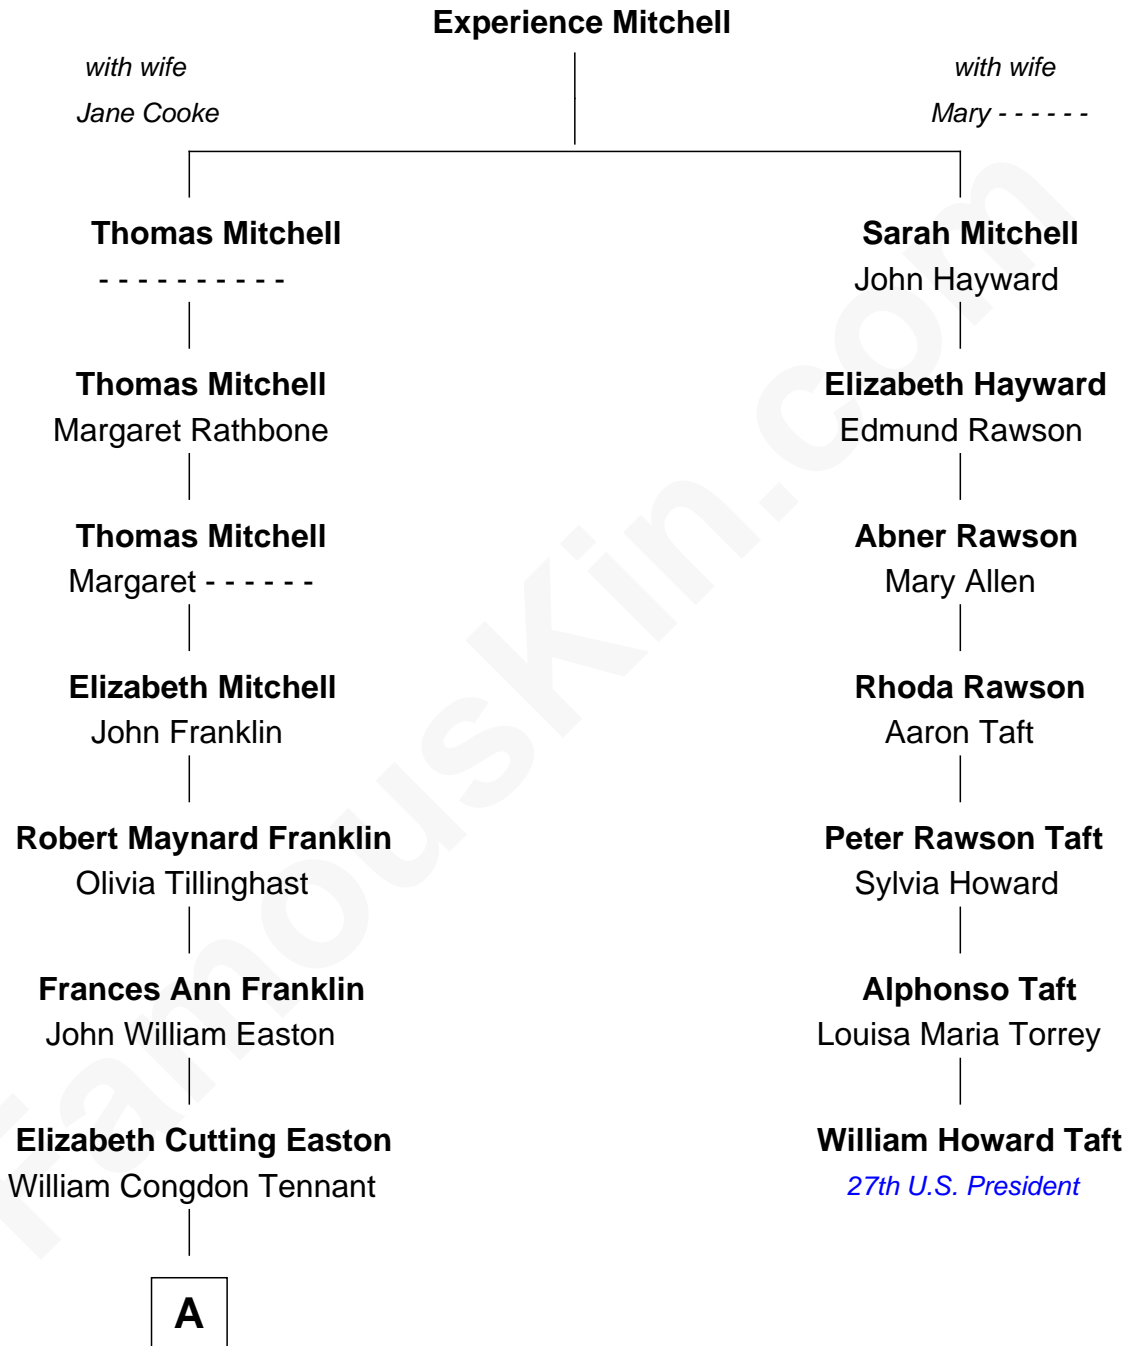 Experience Mitchell
with wife
Jane Cooke
with wife
Mary - - - - - -
Thomas Mitchell
- - - - - - - - - -
Sarah Mitchell
John Hayward
Thomas Mitchell
Margaret Rathbone
Elizabeth Hayward
Edmund Rawson
Thomas Mitchell
Margaret - - - - - -
Abner Rawson
Mary Allen
Elizabeth Mitchell
John Franklin
Rhoda Rawson
Aaron Taft
Robert Maynard Franklin
Olivia Tillinghast
Peter Rawson Taft
Sylvia Howard
Frances Ann Franklin
John William Easton
Alphonso Taft
Louisa Maria Torrey
Elizabeth Cutting Easton
William Congdon Tennant
William Howard Taft
27th U.S. President
A
FamousKin.com